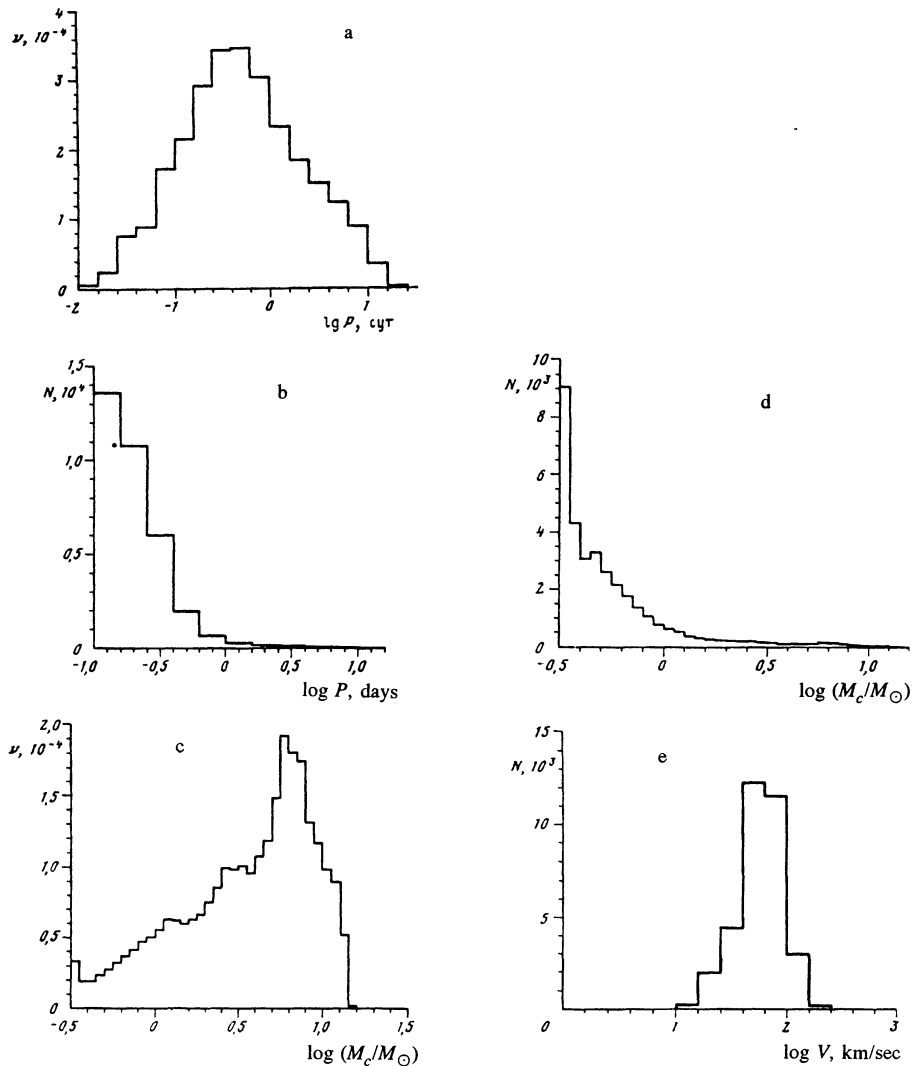 a
ν, 10⁻⁴
4
3
2
1
0
-2 -1 0 1
lg P, сут
b
N, 10⁴
1,5
1,0
0,5
0
-1,0 -0,5 0 0,5 1,0
log P, days
d
N, 10³
10
8
6
4
2
0
-0,5 0 0,5 1,0
log (M_c/M_☉)
c
ν, 10⁻⁴
2,0
1,5
1,0
0,5
0
-0,5 0 0,5 1,0 1,5
log (M_c/M_☉)
e
N, 10³
15
10
5
0 1 2 3
log V, km/sec